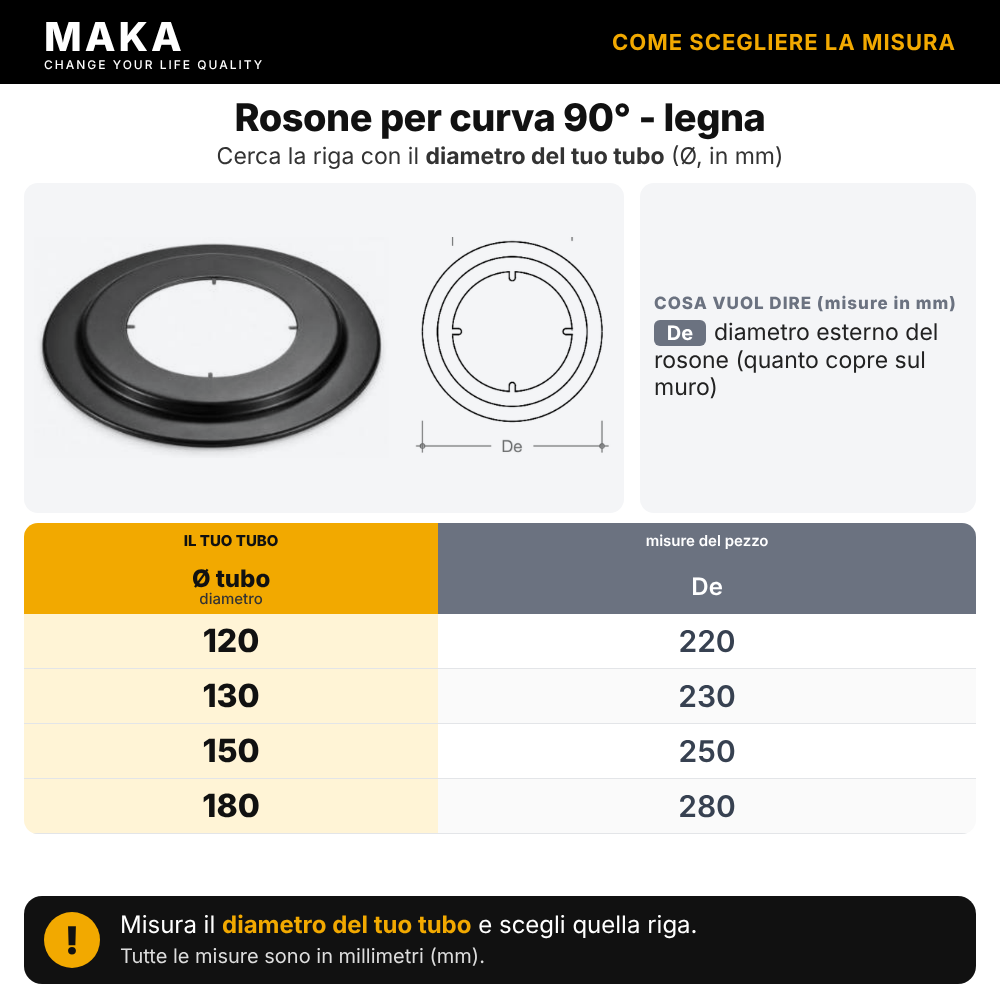 MAKA
CHANGE YOUR LIFE QUALITY
COME SCEGLIERE LA MISURA
Rosone per curva 90° - legna
Cerca la riga con il diametro del tuo tubo (Ø, in mm)
De
COSA VUOL DIRE (misure in mm)
De diametro esterno del
rosone (quanto copre sul
muro)
IL TUO TUBO
misure del pezzo
Ø tubo
diametro
De
120
220
130
230
150
250
180
280
! Misura il diametro del tuo tubo e scegli quella riga.
Tutte le misure sono in millimetri (mm).